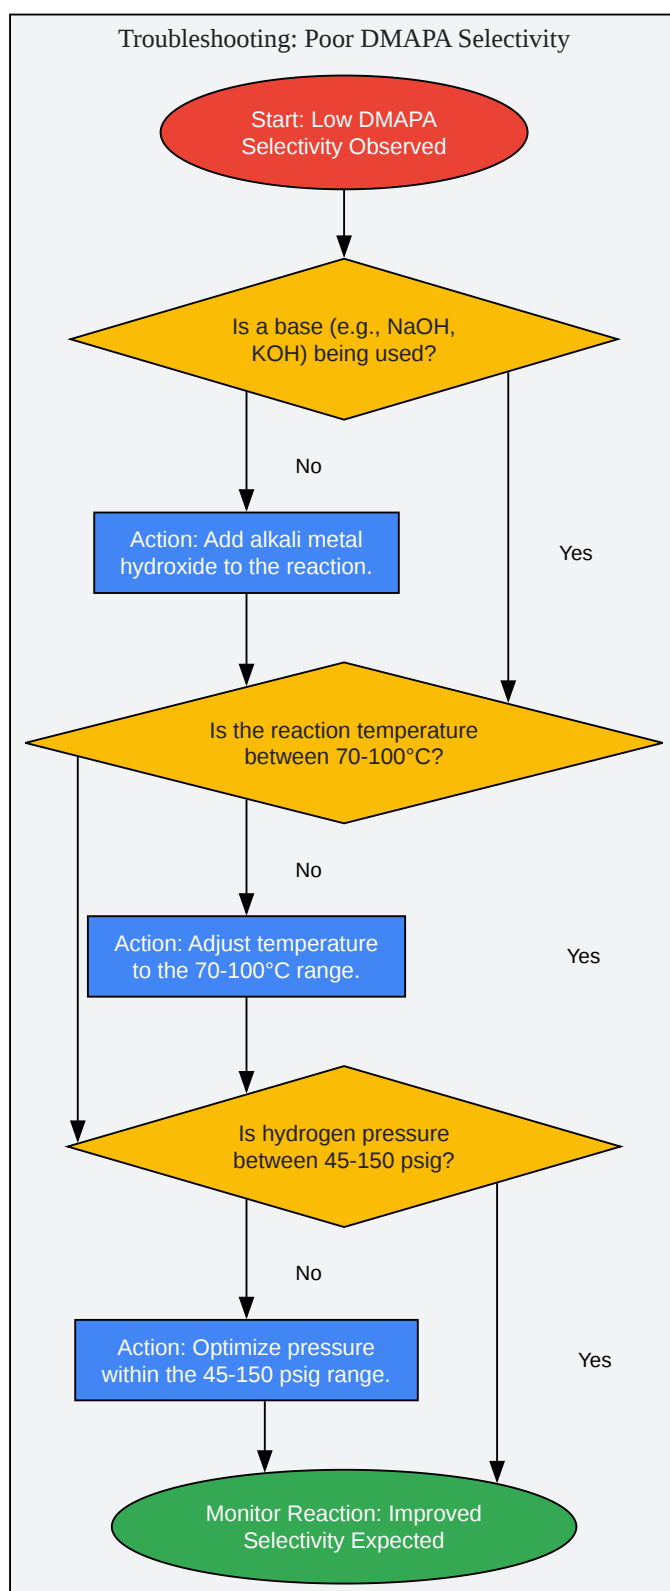 Troubleshooting: Poor DMAPA Selectivity
Start: Low DMAPA
Selectivity Observed
Is a base (e.g., NaOH,
KOH) being used?
No
Action: Add alkali metal
hydroxide to the reaction.
Yes
Is the reaction temperature
between 70-100°C?
No
Action: Adjust temperature
to the 70-100°C range.
Yes
Is hydrogen pressure
between 45-150 psig?
No
Action: Optimize pressure
within the 45-150 psig range.
Yes
Monitor Reaction: Improved
Selectivity Expected